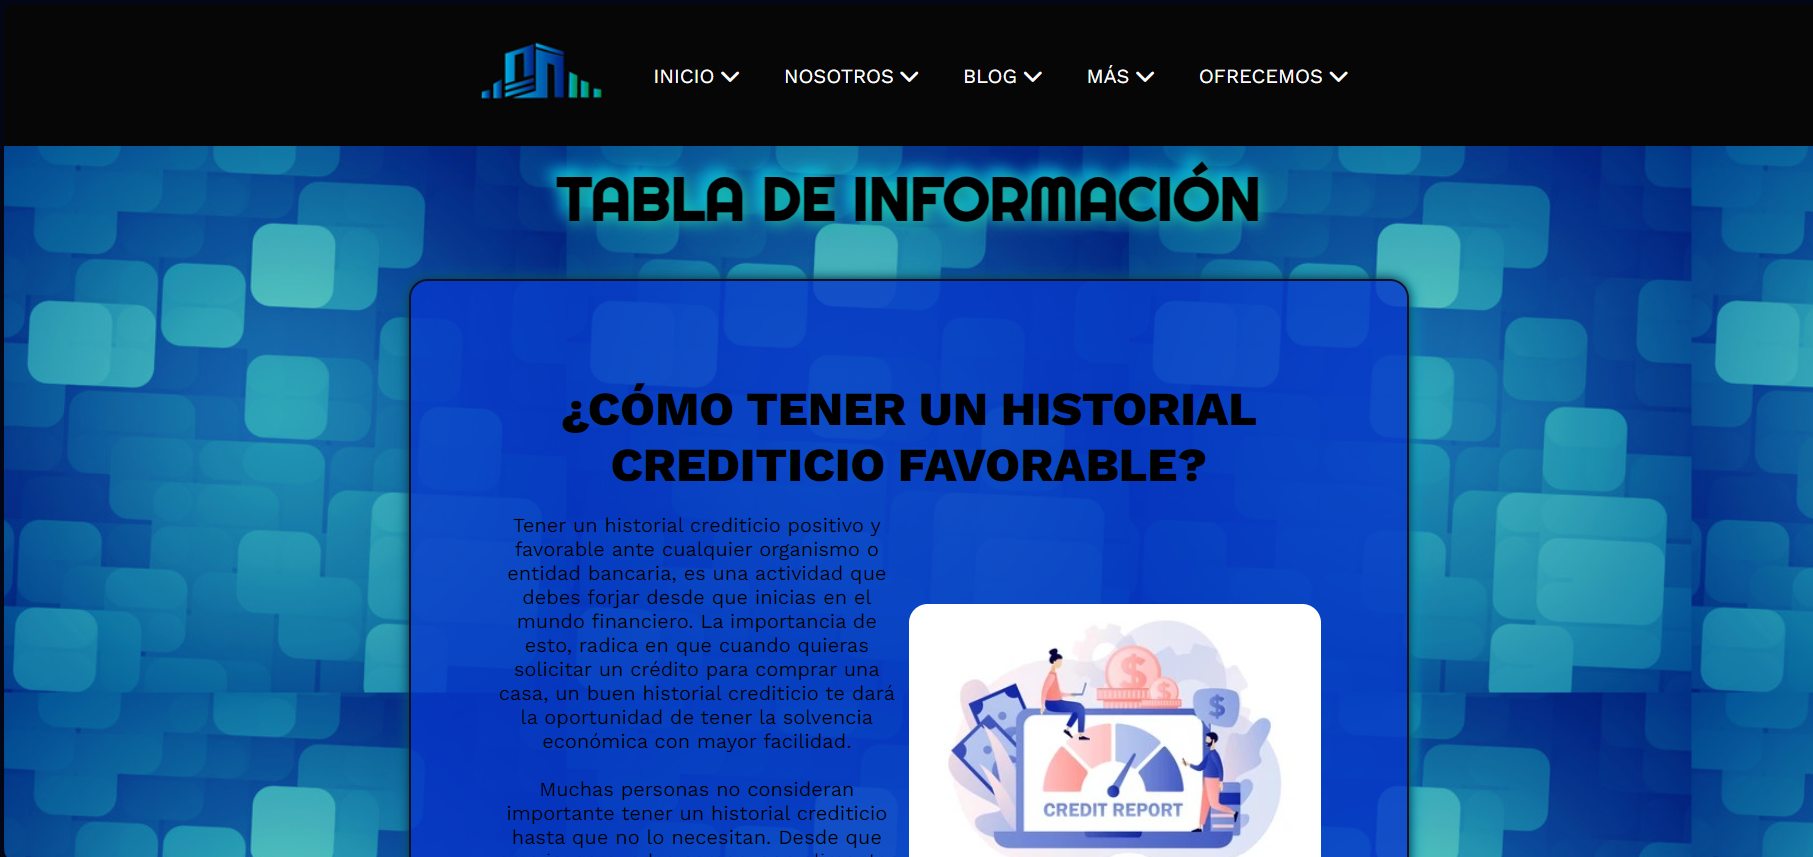 INICIO
NOSOTROS
BLOG
MÁS
OFRECEMOS
TABLA DE INFORMACIÓN
¿CÓMO TENER UN HISTORIAL
CREDITICIO FAVORABLE?
Tener un historial crediticio positivo y
favorable ante cualquier organismo o
entidad bancaria, es una actividad que
debes forjar desde que inicias en el
mundo financiero. La importancia de
esto, radica en que cuando quieras
solicitar un crédito para comprar una
casa, un buen historial crediticio te dará
la oportunidad de tener la solvencia
económica con mayor facilidad.
Muchas personas no consideran
importante tener un historial crediticio
hasta que no lo necesitan. Desde que
CREDIT REPORT